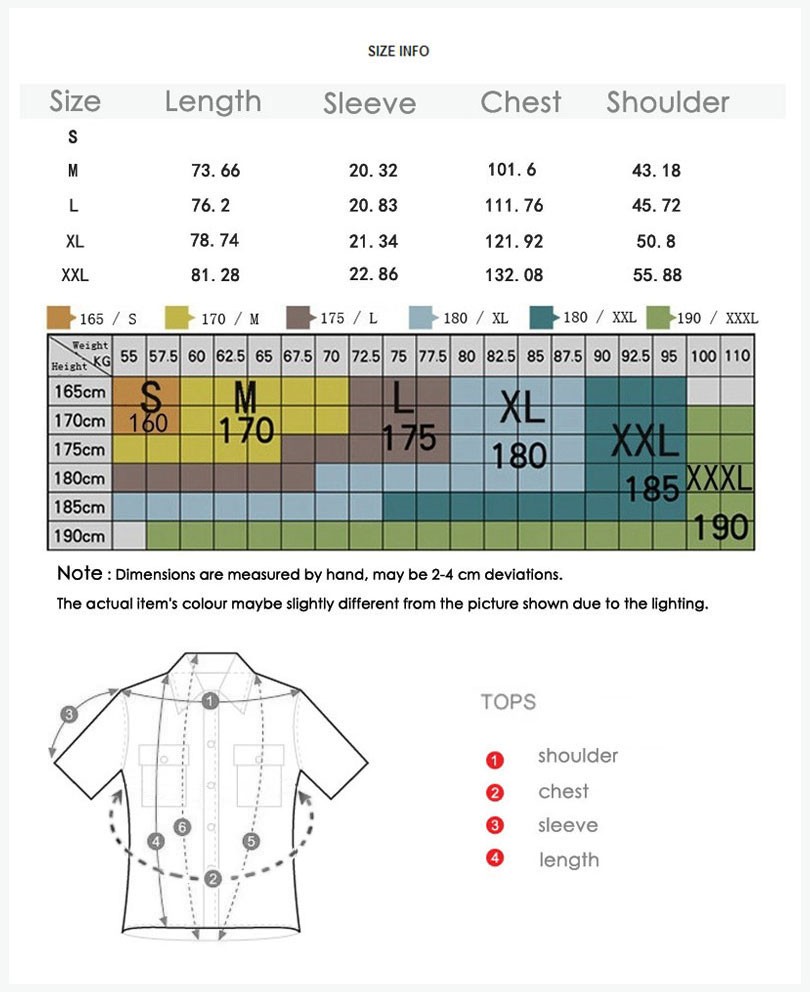 SIZE INFO
Size Length Sleeve Chest Shoulder
S
M 73.66 20.32 101.6 43.18
L 76.2 20.83 111.76 45.72
XL 78.74 21.34 121.92 50.8
XXL 81.28 22.86 132.08 55.88
165 / S 170 / M 175 / L 180 / XL 180 / XXL 190 / XXXL
Weight KG Height 55 57.5 60 62.5 65 67.5 70 72.5 75 77.5 80 82.5 85 87.5 90 92.5 95 100 110
165cm
170cm
175cm
180cm
185cm
190cm
S 160
M 170
L 175
XL 180
XXL 185
XXXL 190
Note : Dimensions are measured by hand, may be 2-4 cm deviations.
The actual item's colour maybe slightly different from the picture shown due to the lighting.
1
3
6
4
5
2
TOPS
1 shoulder
2 chest
3 sleeve
4 length